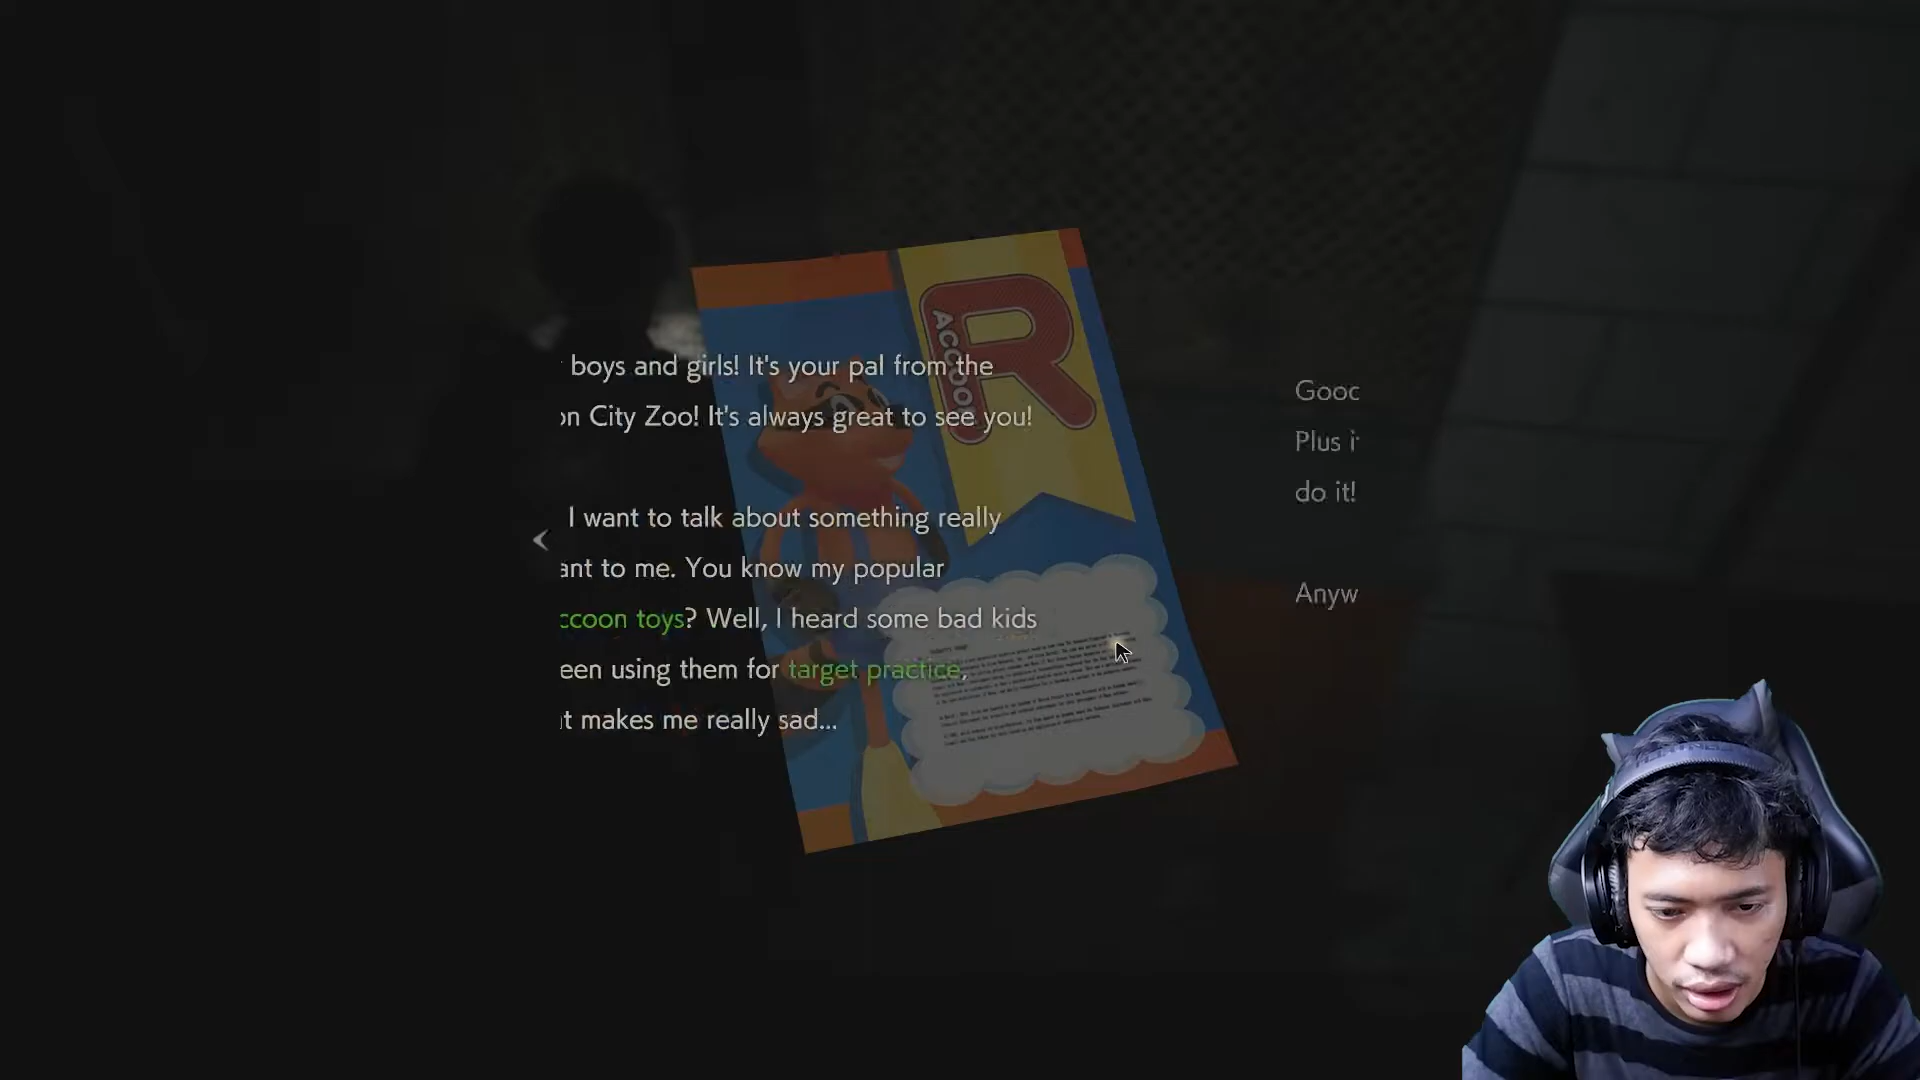 boys and girls! It's your pal from the
on City Zoo! It's always great to see you!
I want to talk about something really
ant to me. You know my popular
ccoon toys? Well, I heard some bad kids
een using them for target practice,
t makes me really sad...
Gooc
Plus i
do it!
Anyw
R
ACCOON